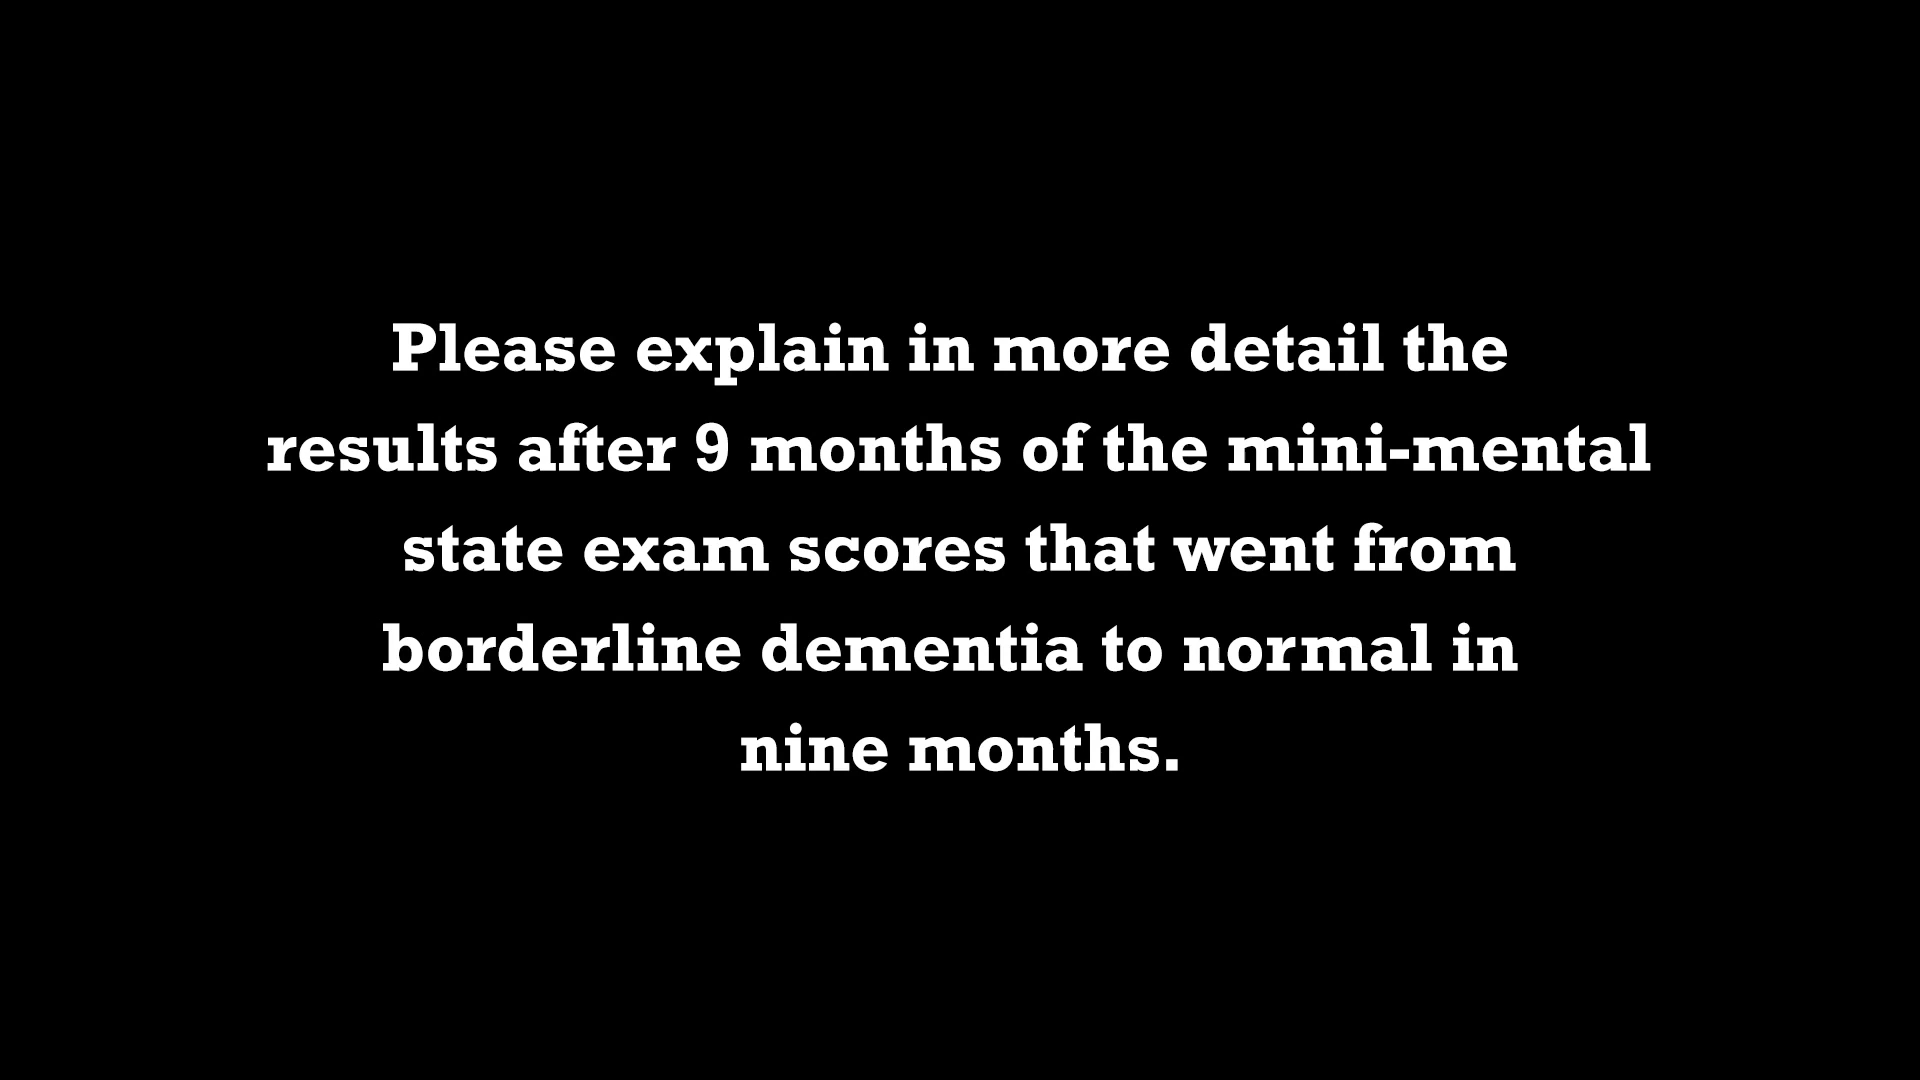 Please explain in more detail the
results after 9 months of the mini-mental
state exam scores that went from
borderline dementia to normal in
nine months.